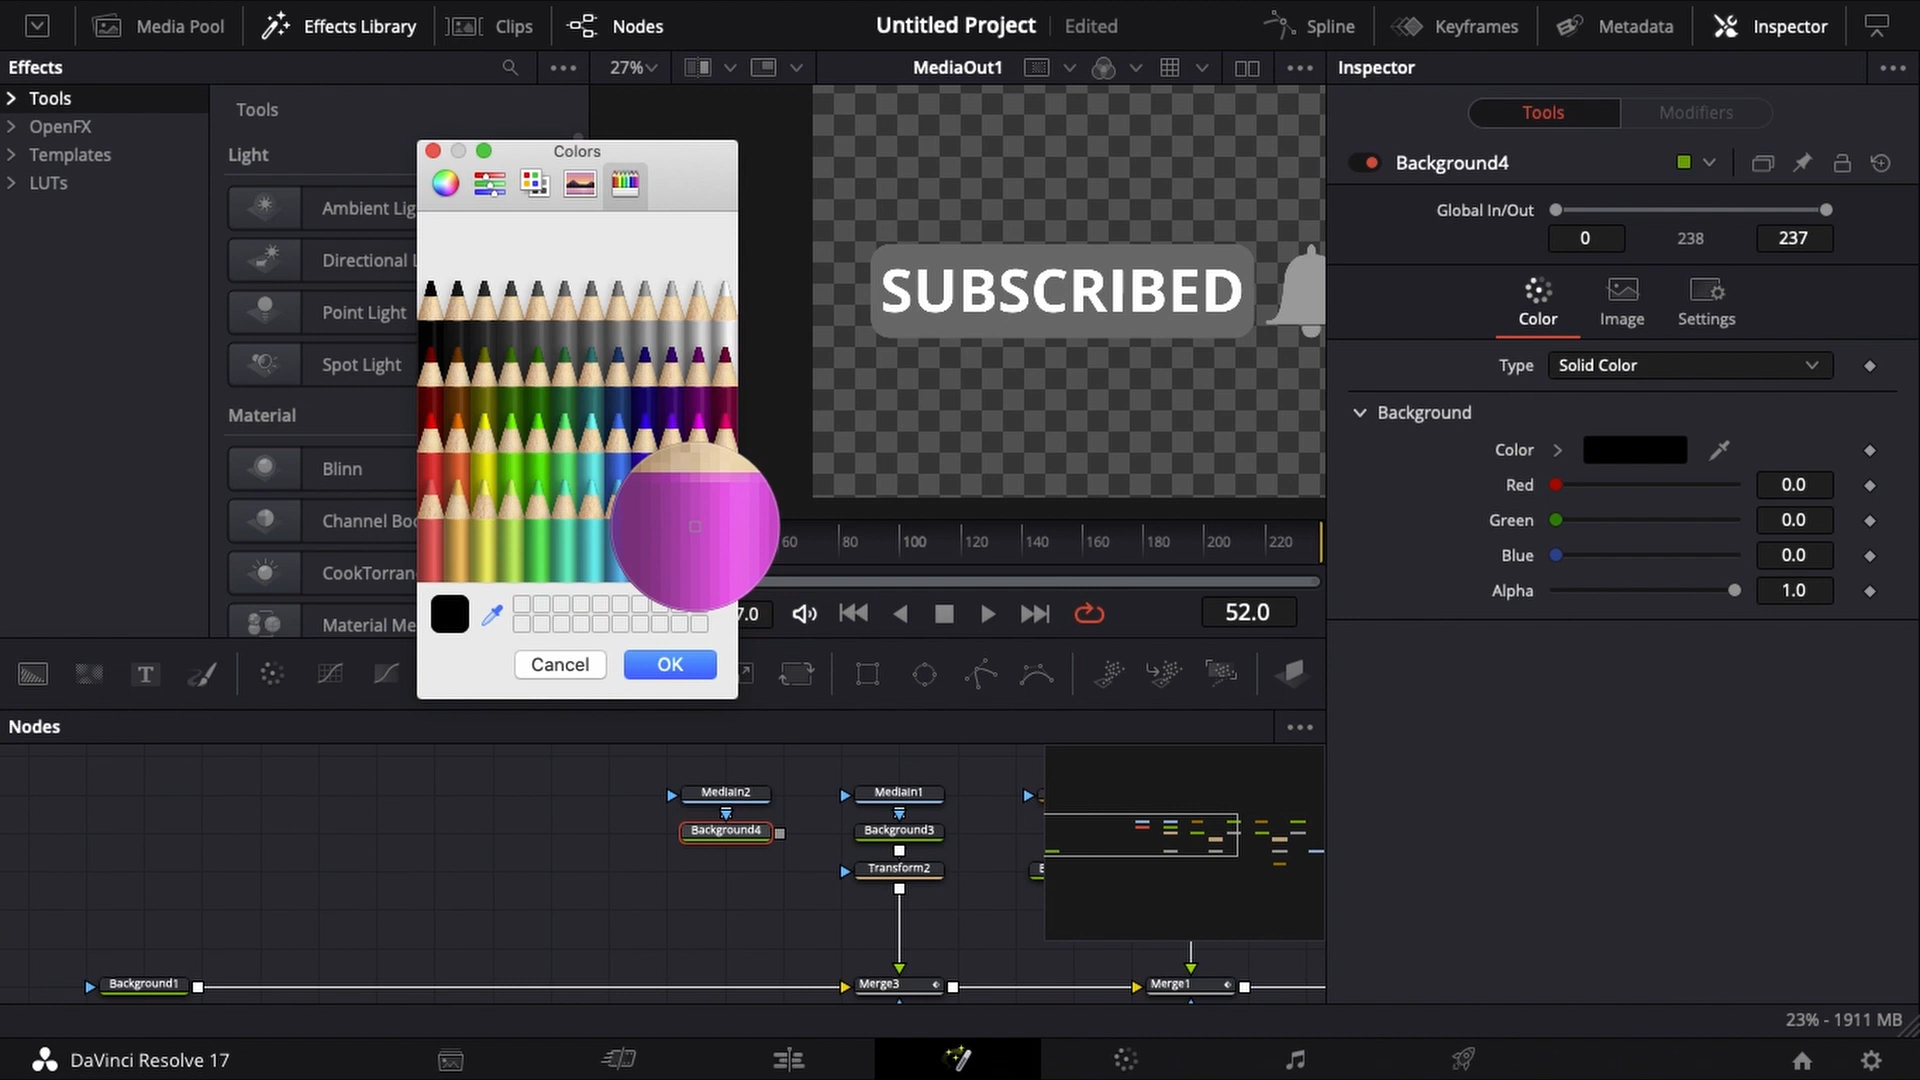 Media Pool
Effects Library
Clips
Nodes
Untitled Project
Edited
Spline
Keyframes
Metadata
Inspector
Effects
27%
MediaOut1
Inspector
Tools
OpenFX
Templates
LUTs
Tools
Light
Ambient Lig
Directional L
Point Light
Spot Light
Material
Blinn
Channel Boo
CookTorran
Material Me
Colors
Cancel
OK
SUBSCRIBED
60
80
100
120
140
160
180
200
220
7.0
52.0
Tools
Modifiers
Background4
Global In/Out
0
238
237
Color
Image
Settings
Type
Solid Color
Background
Color
Red
0.0
Green
0.0
Blue
0.0
Alpha
1.0
Nodes
MediaIn2
Background4
MediaIn1
Background3
Transform2
Background1
Merge3
Merge1
23% - 1911 MB
DaVinci Resolve 17